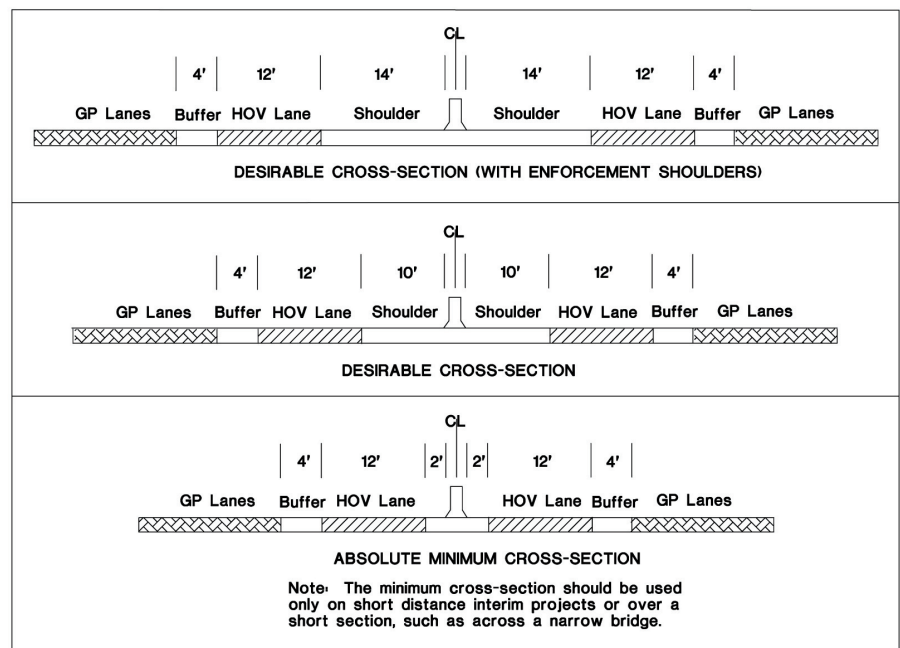 CL
4' 12' 14' 14' 12' 4'
GP Lanes Buffer HOV Lane Shoulder Shoulder HOV Lane Buffer GP Lanes
DESIRABLE CROSS-SECTION (WITH ENFORCEMENT SHOULDERS)
CL
4' 12' 10' 10' 12' 4'
GP Lanes Buffer HOV Lane Shoulder Shoulder HOV Lane Buffer GP Lanes
DESIRABLE CROSS-SECTION
CL
4' 12' 2' 2' 12' 4'
GP Lanes Buffer HOV Lane HOV Lane Buffer GP Lanes
ABSOLUTE MINIMUM CROSS-SECTION
Note: The minimum cross-section should be used
only on short distance interim projects or over a
short section, such as across a narrow bridge.